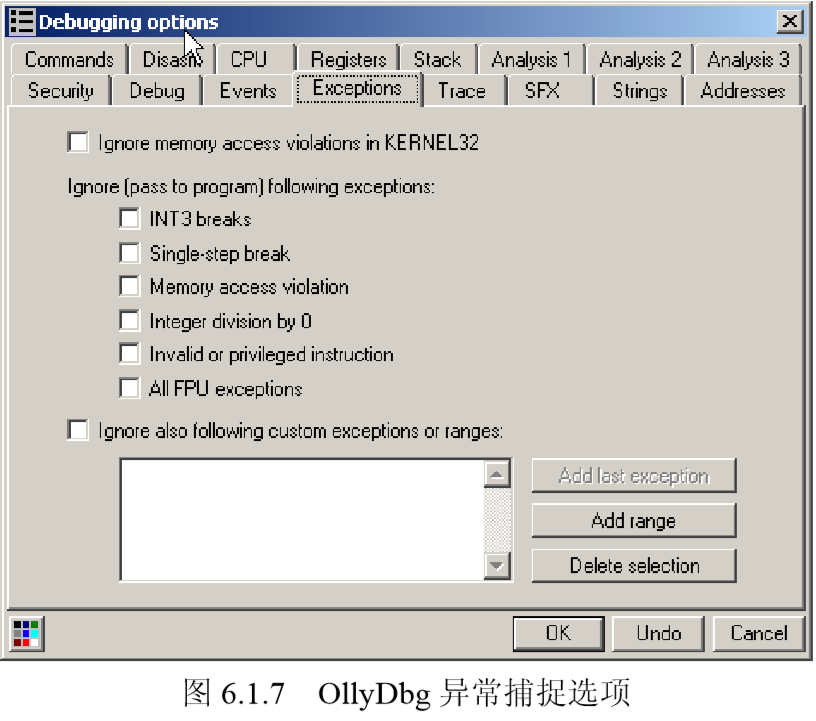 Debugging options
Commands Disasm CPU Registers Stack Analysis 1 Analysis 2 Analysis 3
Security Debug Events Exceptions Trace SFX Strings Addresses
Ignore memory access violations in KERNEL32
Ignore (pass to program) following exceptions:
INT3 breaks
Single-step break
Memory access violation
Integer division by 0
Invalid or privileged instruction
All FPU exceptions
Ignore also following custom exceptions or ranges:
Add last exception
Add range
Delete selection
OK Undo Cancel
图 6.1.7 OllyDbg 异常捕捉选项